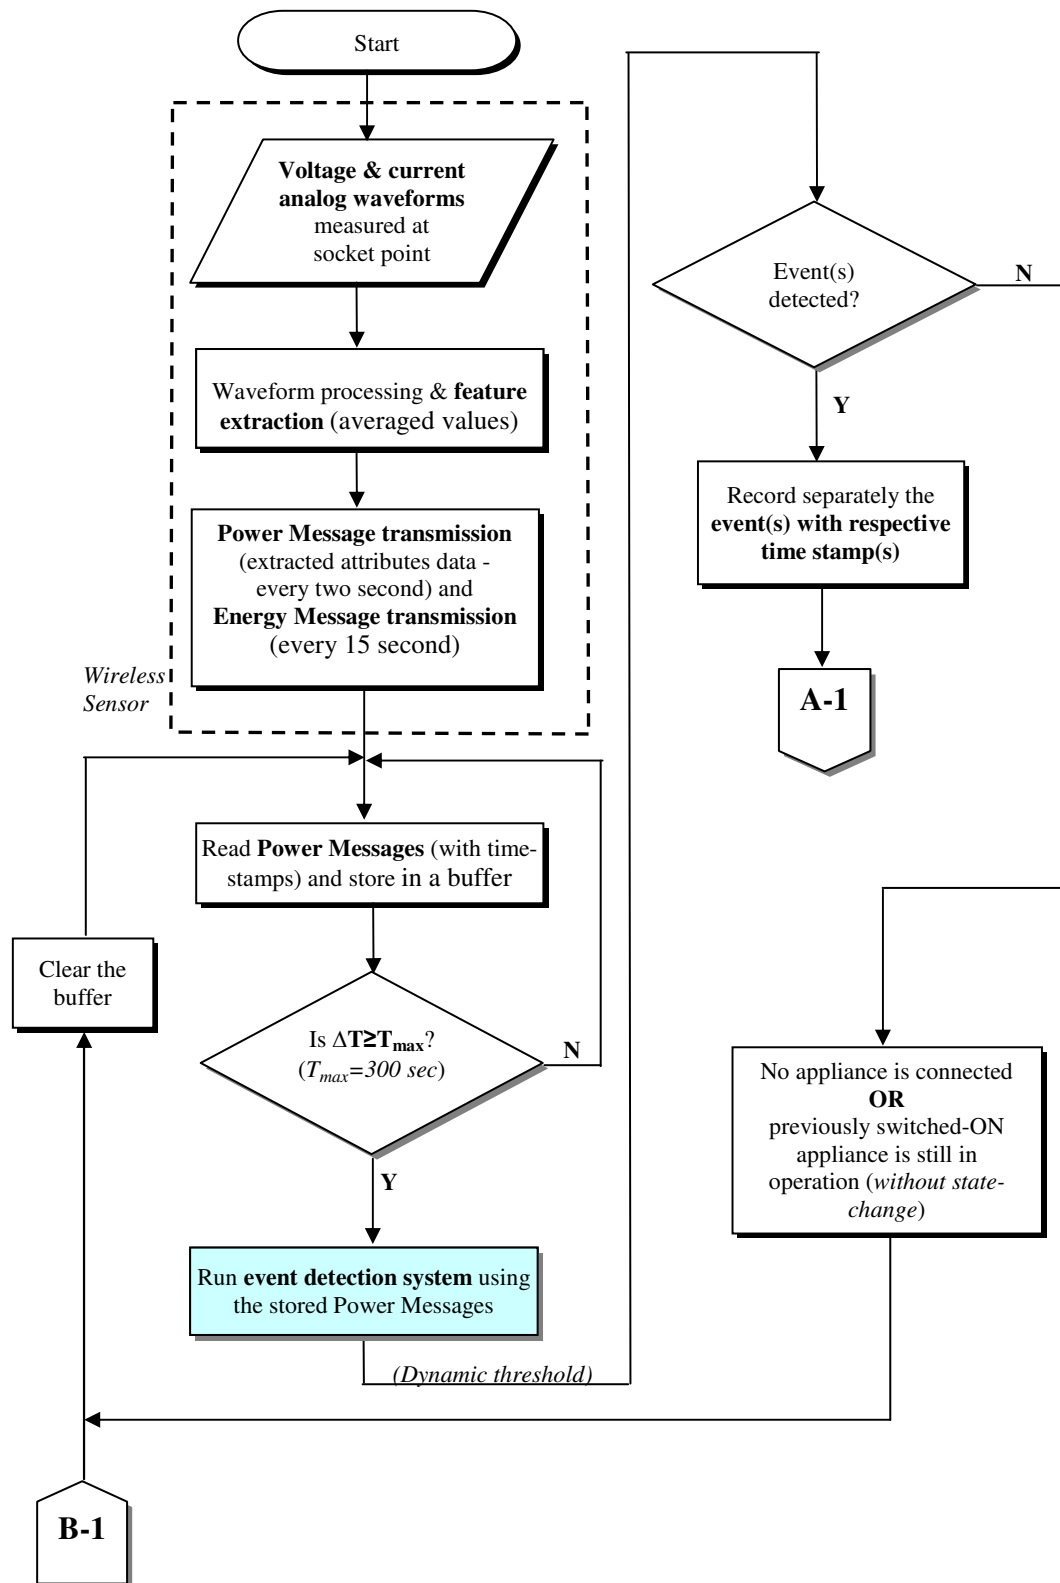 Start
Voltage & current
analog waveforms
measured at
socket point
Waveform processing & feature
extraction (averaged values)
Power Message transmission
(extracted attributes data -
every two second) and
Energy Message transmission
(every 15 second)
Wireless
Sensor
Read Power Messages (with time-
stamps) and store in a buffer
Clear the
buffer
Is ΔT≥Tmax?
(Tmax=300 sec)
N
Y
Run event detection system using
the stored Power Messages
(Dynamic threshold)
B-1
Event(s)
detected?
N
Y
Record separately the
event(s) with respective
time stamp(s)
A-1
No appliance is connected
OR
previously switched-ON
appliance is still in
operation (without state-
change)